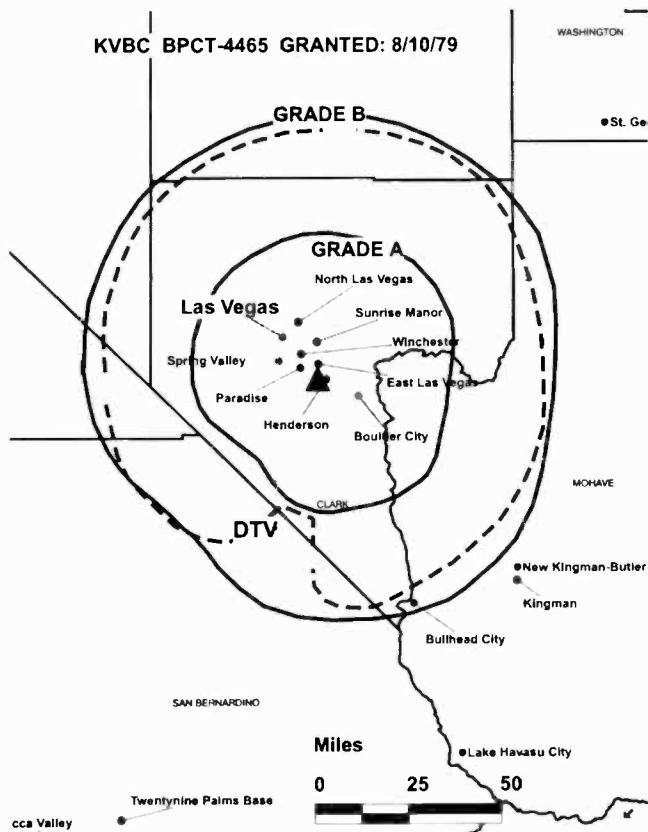 KVBC BPCT-4465 GRANTED: 8/10/79
WASHINGTON
GRADE B
St. Ge
GRADE A
North Las Vegas
Las Vegas
Sunrise Manor
Winchester
Spring Valley
East Las Vegas
Paradise
Henderson
Boulder City
CLARK
MOHAVE
DTV
New Kingman-Butler
Kingman
Bullhead City
SAN BERNARDINO
Miles
Lake Havasu City
0 25 50
Twentynine Palms Base
cca Valley